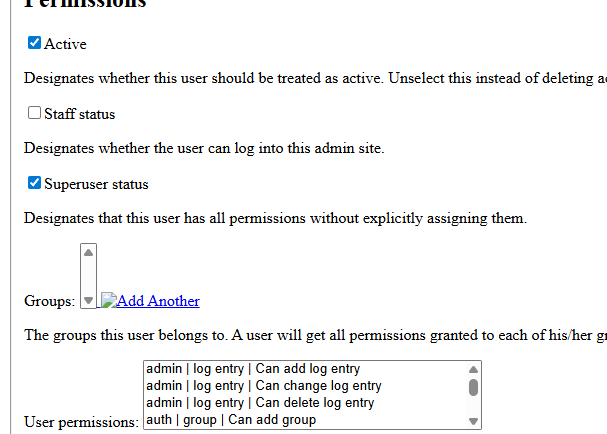 Permissions
Active
Designates whether this user should be treated as active. Unselect this instead of deleting
Staff status
Designates whether the user can log into this admin site.
Superuser status
Designates that this user has all permissions without explicitly assigning them.
Groups: Add Another
The groups this user belongs to. A user will get all permissions granted to each of his/her
admin | log entry | Can add log entry
admin | log entry | Can change log entry
admin | log entry | Can delete log entry
User permissions: auth | group | Can add group